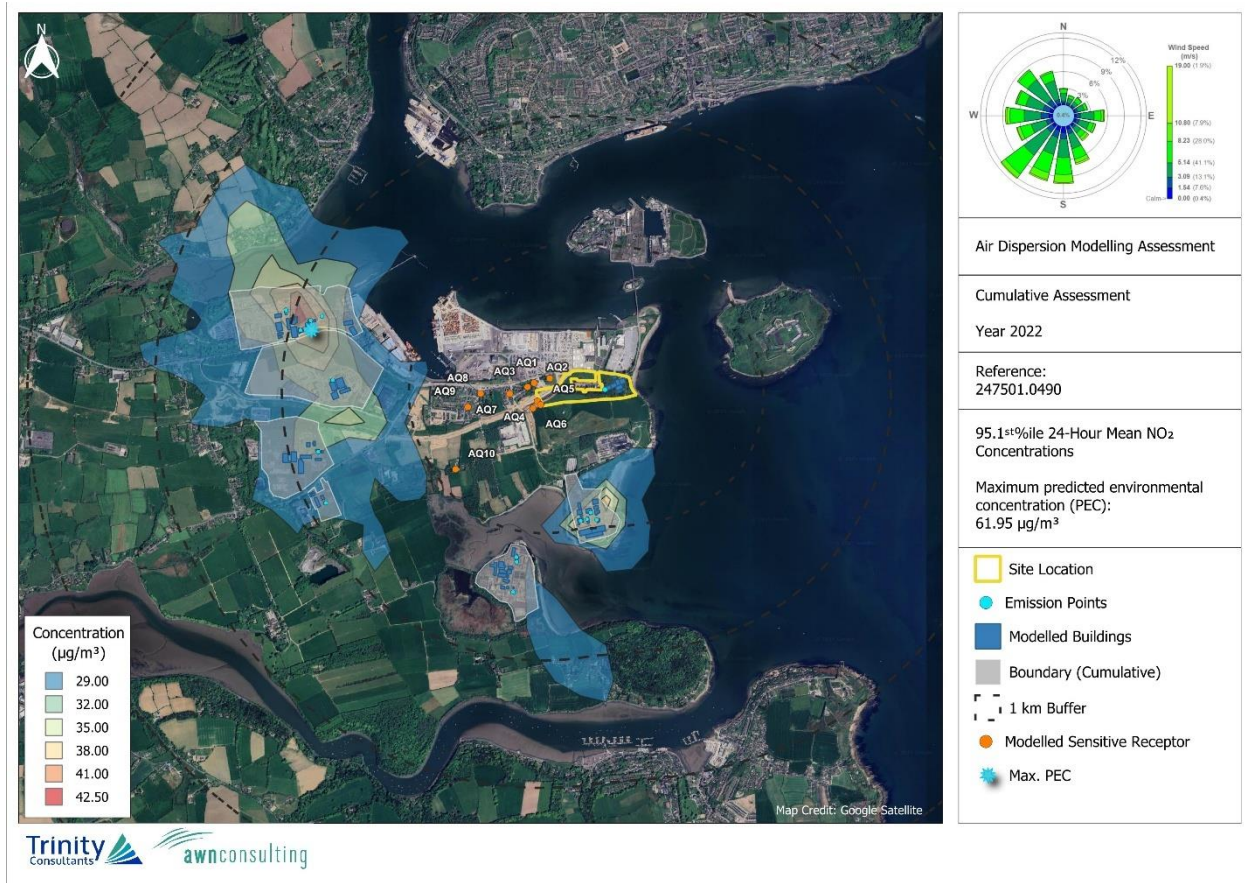 N
AQ1
AQ3
AQ2
AQ8
AQ9
AQ5
AQ7
AQ4
AQ6
AQ10
Concentration
(µg/m³)
29.00
32.00
35.00
38.00
41.00
42.50
Map Credit: Google Satellite
Trinity
Consultants
awnconsulting
N
W
E
S
12%
9%
6%
3%
0.4%
Wind Speed
(m/s)
19.00 (1.9%)
10.80 (7.9%)
8.23 (28.0%)
5.14 (41.1%)
3.09 (13.1%)
1.54 (7.6%)
Calm 0.00 (0.4%)
Air Dispersion Modelling Assessment
Cumulative Assessment
Year 2022
Reference:
247501.0490
95.1ˢᵗ%ile 24-Hour Mean NO₂
Concentrations
Maximum predicted environmental
concentration (PEC):
61.95 µg/m³
Site Location
Emission Points
Modelled Buildings
Boundary (Cumulative)
1 km Buffer
Modelled Sensitive Receptor
Max. PEC